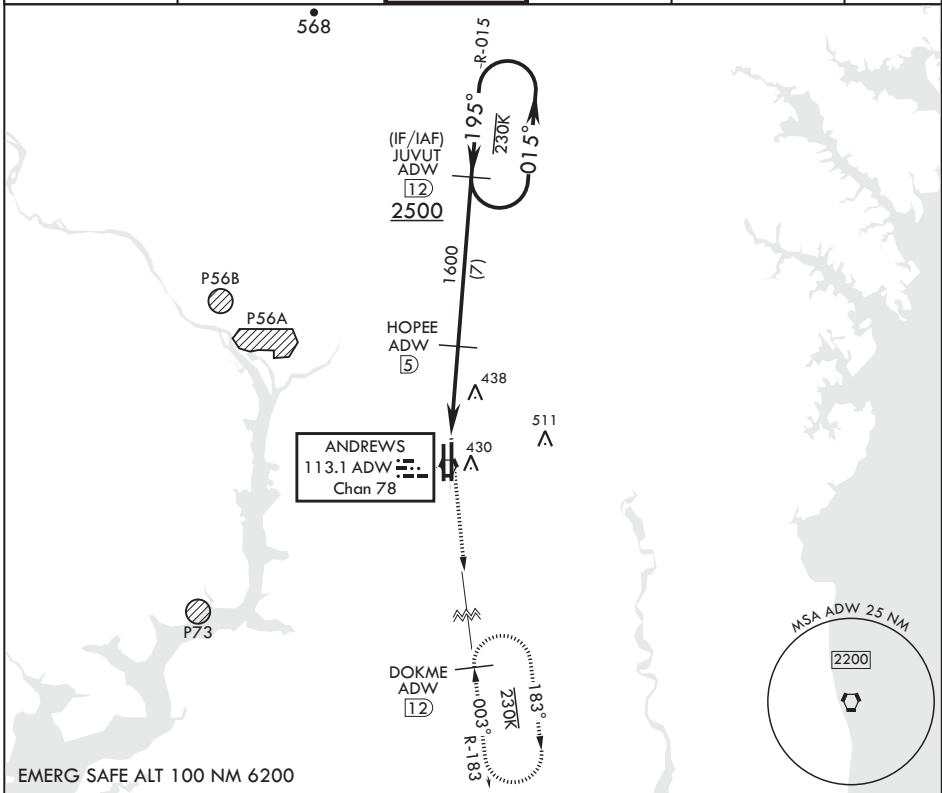 568
R-015
195°
230K
015°
(IF/IAF)
JUVUT
ADW
12
2500
1600
(7)
P56B
P56A
HOPEE
ADW
5
438
511
430
ANDREWS
113.1 ADW
Chan 78
P73
DOKME
ADW
12
003°
R-183
230K
183°
MSA ADW 25 NM
2200
EMERG SAFE ALT 100 NM 6200